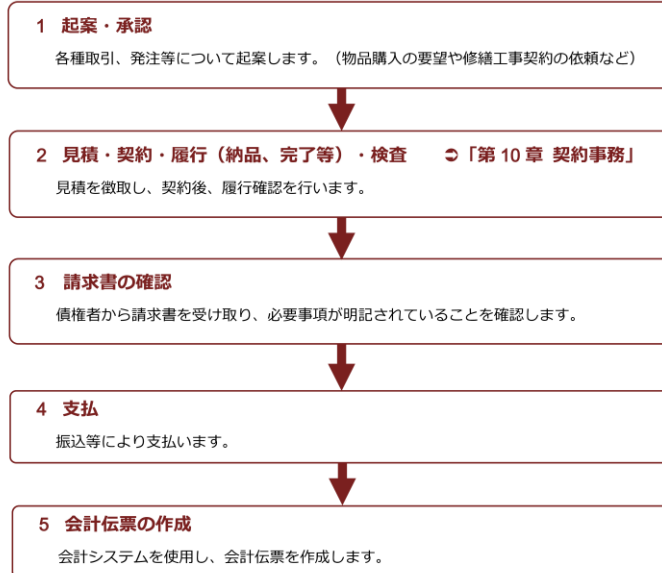 1 起案・承認
各種取引、発注等について起案します。（物品購入の要望や修繕工事契約の依頼など）
2 見積・契約・履行（納品、完了等）・検査 ➲「第 10 章 契約事務」
見積を徴取し、契約後、履行確認を行います。
3 請求書の確認
債権者から請求書を受け取り、必要事項が明記されていることを確認します。
4 支払
振込等により支払います。
5 会計伝票の作成
会計システムを使用し、会計伝票を作成します。